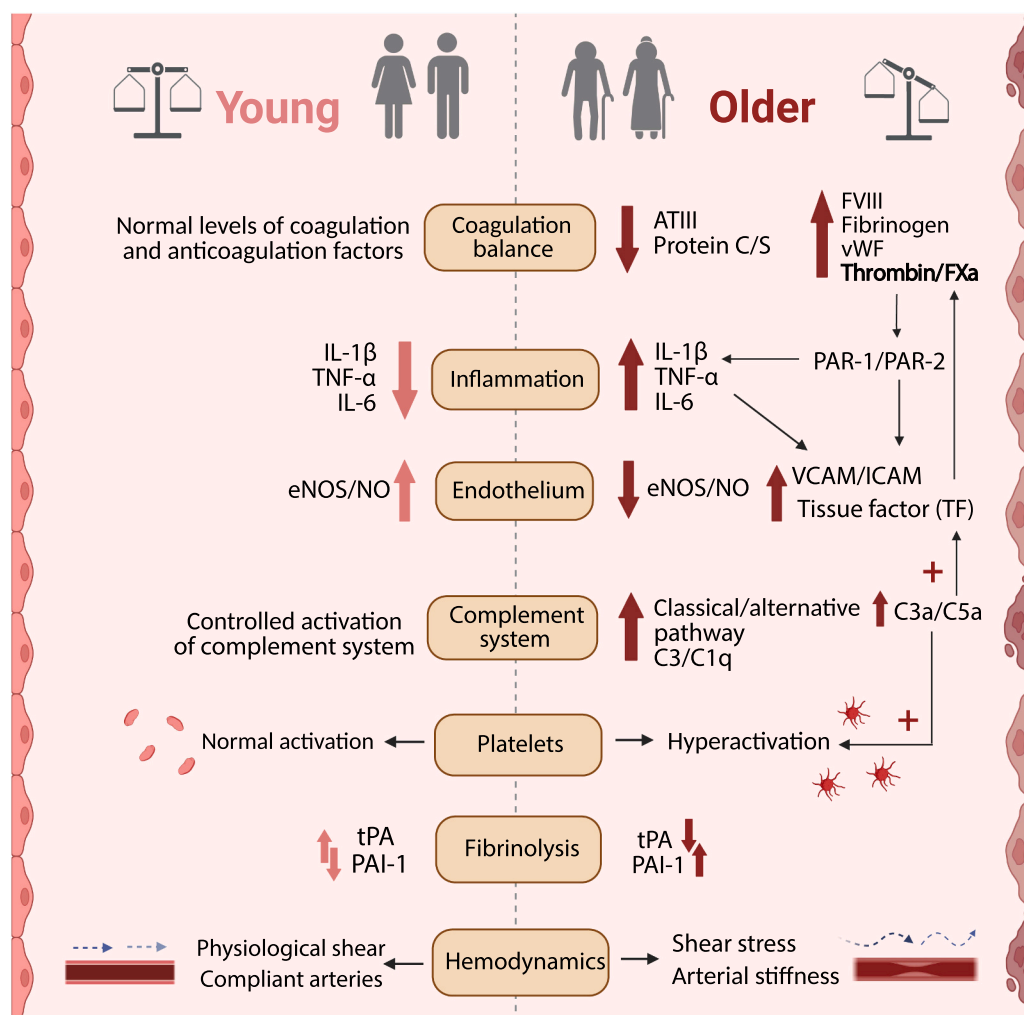 Young
Older
Normal levels of coagulation
and anticoagulation factors
Coagulation
balance
ATIII
Protein C/S
FVIII
Fibrinogen
vWF
Thrombin/FXa
IL-1β
TNF-α
IL-6
Inflammation
IL-1β
TNF-α
IL-6
PAR-1/PAR-2
eNOS/NO
Endothelium
eNOS/NO
VCAM/ICAM
Tissue factor (TF)
+
Controlled activation
of complement system
Complement
system
Classical/alternative
pathway
C3/C1q
C3a/C5a
+
Normal activation
Platelets
Hyperactivation
tPA
PAI-1
Fibrinolysis
tPA
PAI-1
Physiological shear
Compliant arteries
Hemodynamics
Shear stress
Arterial stiffness